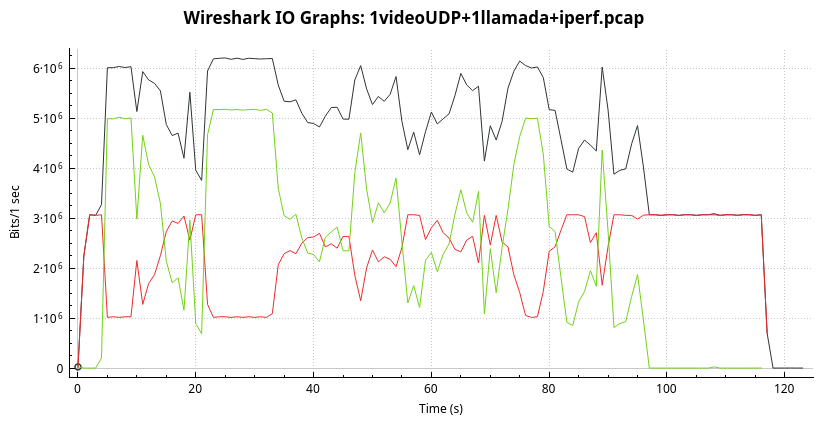 Wireshark IO Graphs: 1videoUDP+1llamada+iperf.pcap
Bits/1 sec
6·10⁶
5·10⁶
4·10⁶
3·10⁶
2·10⁶
1·10⁶
0
0 20 40 60 80 100 120
Time (s)